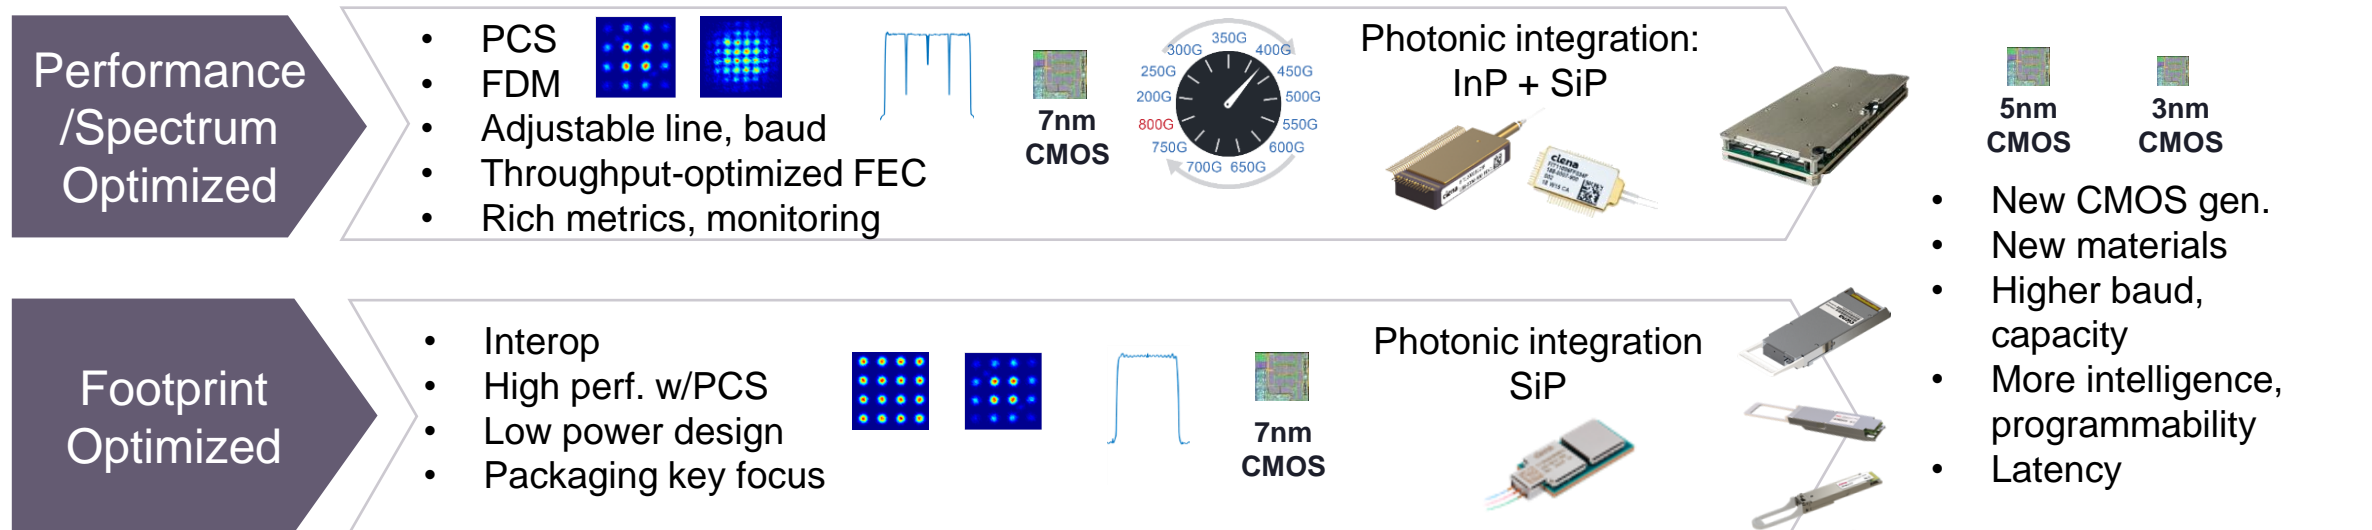 Performance
/Spectrum
Optimized
• PCS
• FDM
• Adjustable line, baud
• Throughput-optimized FEC
• Rich metrics, monitoring
7nm
CMOS
350G
300G
400G
250G
450G
200G
500G
800G
550G
750G
600G
700G
650G
Photonic integration:
InP + SiP
ciena
5nm
CMOS
3nm
CMOS
• New CMOS gen.
• New materials
• Higher baud,
capacity
• More intelligence,
programmability
• Latency
Footprint
Optimized
• Interop
• High perf. w/PCS
• Low power design
• Packaging key focus
7nm
CMOS
Photonic integration
SiP